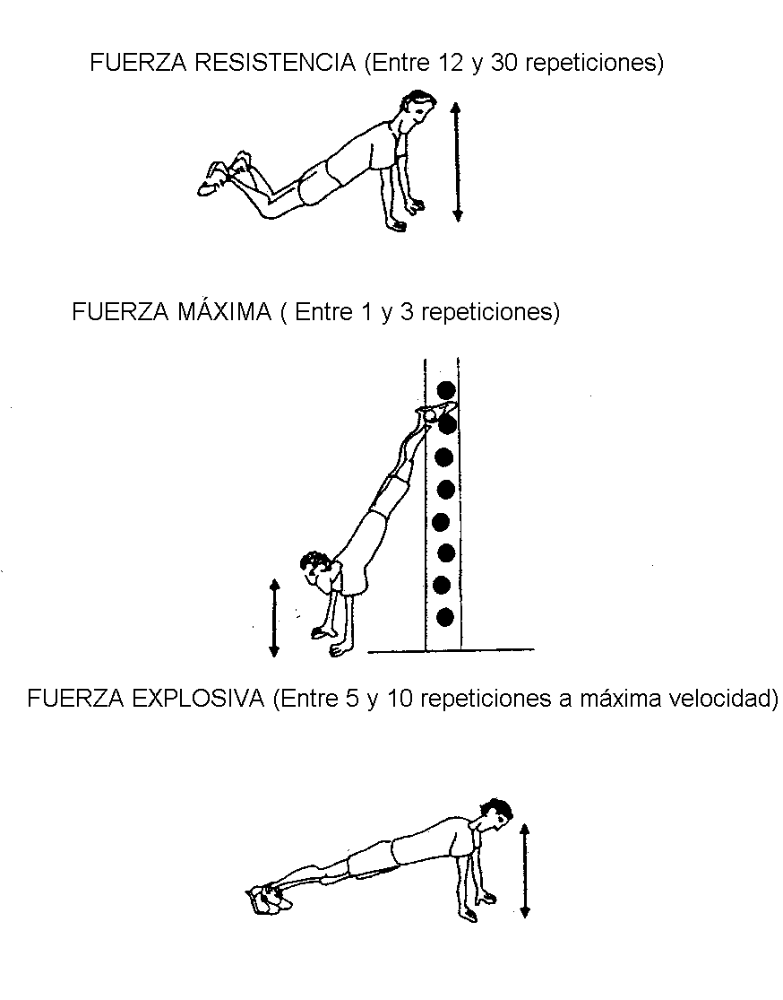 FUERZA RESISTENCIA (Entre 12 y 30 repeticiones)
FUERZA MÁXIMA ( Entre 1 y 3 repeticiones)
FUERZA EXPLOSIVA (Entre 5 y 10 repeticiones a máxima velocidad)